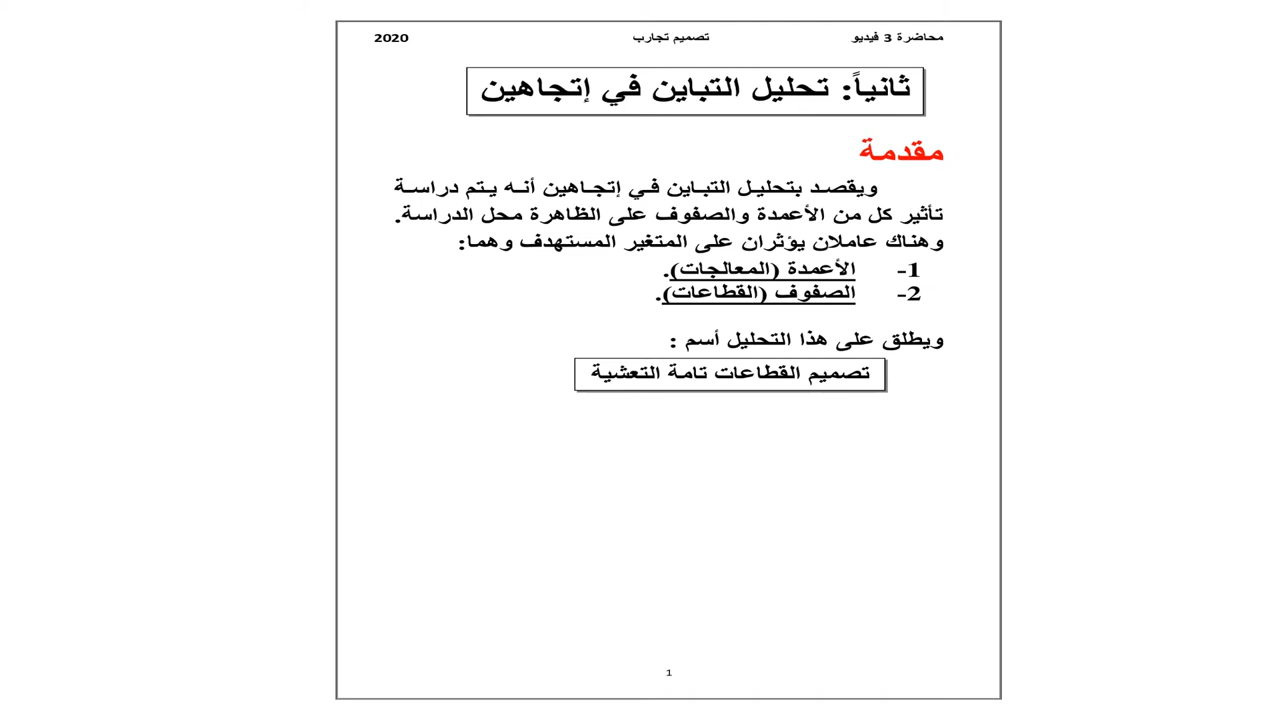 محاضرة 3 فيديو تصميم تجارب 2020
ثانياً: تحليل التباين في إتجاهين
مقدمة
ويقصد بتحليل التباين في إتجاهين أنه يتم دراسة
تأثير كل من الأعمدة والصفوف على الظاهرة محل الدراسة.
وهناك عاملان يؤثران على المتغير المستهدف وهما:
1- الأعمدة (المعالجات).
2- الصفوف (القطاعات).
ويطلق على هذا التحليل أسم :
تصميم القطاعات تامة التعشية
1